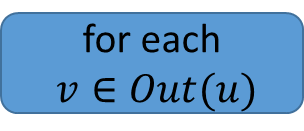 for each
v ∈ Out(u)